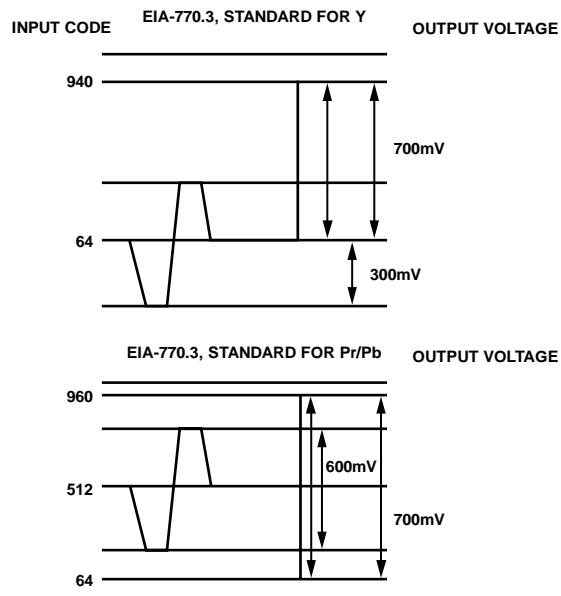 EIA-770.3, STANDARD FOR Y
INPUT CODE
OUTPUT VOLTAGE
940
700mV
64
300mV
EIA-770.3, STANDARD FOR Pr/Pb
OUTPUT VOLTAGE
960
600mV
512
700mV
64